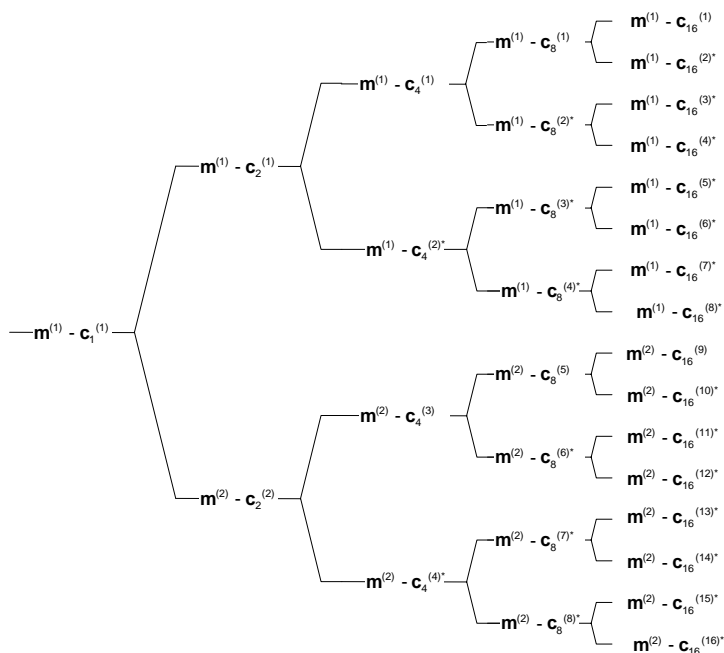 m⁽¹⁾ - c₁₆⁽¹⁾
m⁽¹⁾ - c₈⁽¹⁾
m⁽¹⁾ - c₁₆⁽²⁾*
m⁽¹⁾ - c₄⁽¹⁾
m⁽¹⁾ - c₁₆⁽³⁾*
m⁽¹⁾ - c₈⁽²⁾*
m⁽¹⁾ - c₁₆⁽⁴⁾*
m⁽¹⁾ - c₂⁽¹⁾
m⁽¹⁾ - c₁₆⁽⁵⁾*
m⁽¹⁾ - c₈⁽³⁾*
m⁽¹⁾ - c₁₆⁽⁶⁾*
m⁽¹⁾ - c₄⁽²⁾*
m⁽¹⁾ - c₁₆⁽⁷⁾*
m⁽¹⁾ - c₈⁽⁴⁾*
m⁽¹⁾ - c₁₆⁽⁸⁾*
m⁽¹⁾ - c₁⁽¹⁾
m⁽²⁾ - c₁₆⁽⁹⁾
m⁽²⁾ - c₈⁽⁵⁾
m⁽²⁾ - c₁₆⁽¹⁰⁾*
m⁽²⁾ - c₄⁽³⁾
m⁽²⁾ - c₁₆⁽¹¹⁾*
m⁽²⁾ - c₈⁽⁶⁾*
m⁽²⁾ - c₁₆⁽¹²⁾*
m⁽²⁾ - c₂⁽²⁾
m⁽²⁾ - c₁₆⁽¹³⁾*
m⁽²⁾ - c₈⁽⁷⁾*
m⁽²⁾ - c₁₆⁽¹⁴⁾*
m⁽²⁾ - c₄⁽⁴⁾*
m⁽²⁾ - c₁₆⁽¹⁵⁾*
m⁽²⁾ - c₈⁽⁸⁾*
m⁽²⁾ - c₁₆⁽¹⁶⁾*